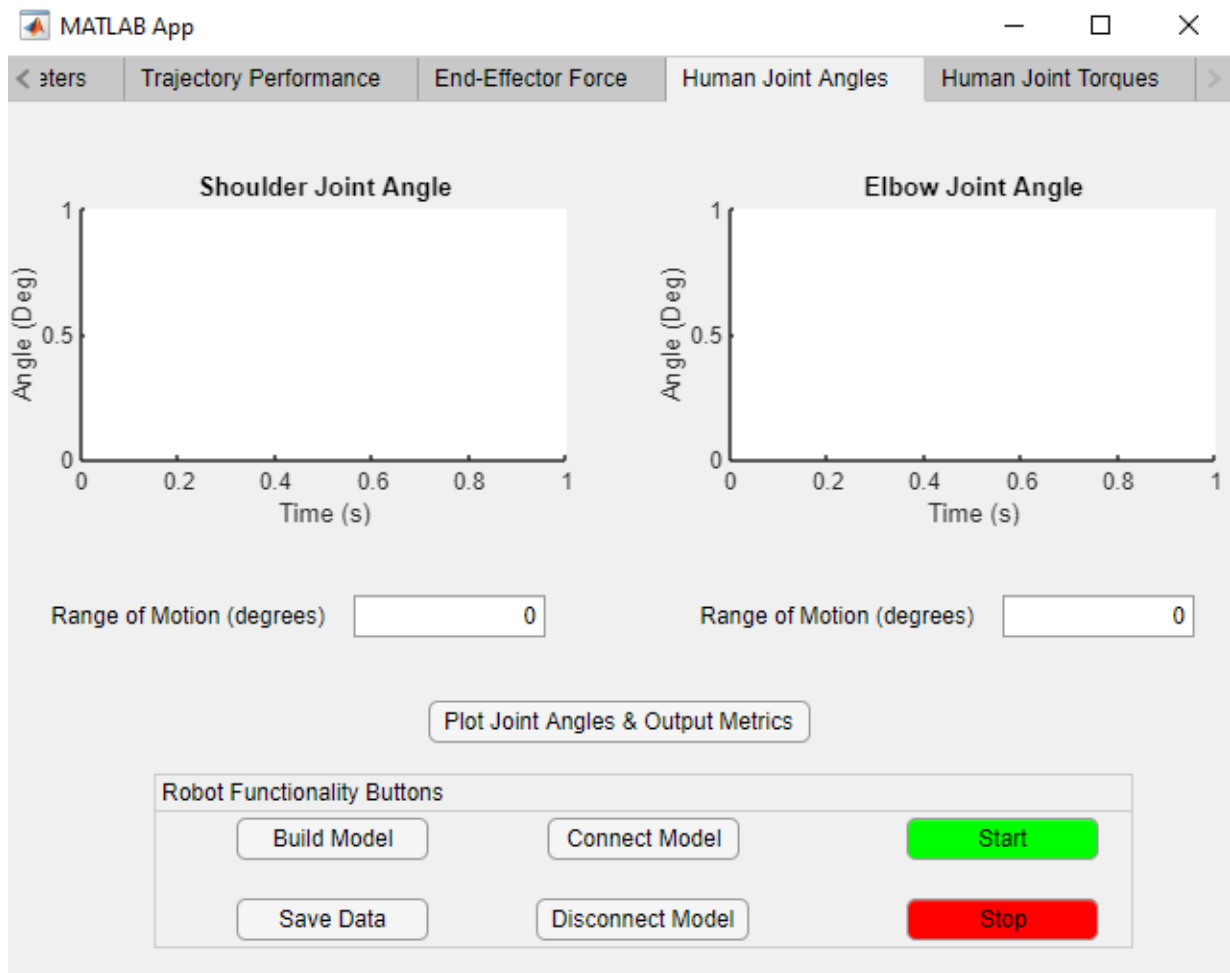 MATLAB App
eters Trajectory Performance End-Effector Force Human Joint Angles Human Joint Torques
Shoulder Joint Angle
1
0.5
0
Angle (Deg)
0 0.2 0.4 0.6 0.8 1
Time (s)
Elbow Joint Angle
1
0.5
0
Angle (Deg)
0 0.2 0.4 0.6 0.8 1
Time (s)
Range of Motion (degrees) 0
Range of Motion (degrees) 0
Plot Joint Angles & Output Metrics
Robot Functionality Buttons
Build Model Connect Model Start
Save Data Disconnect Model Stop